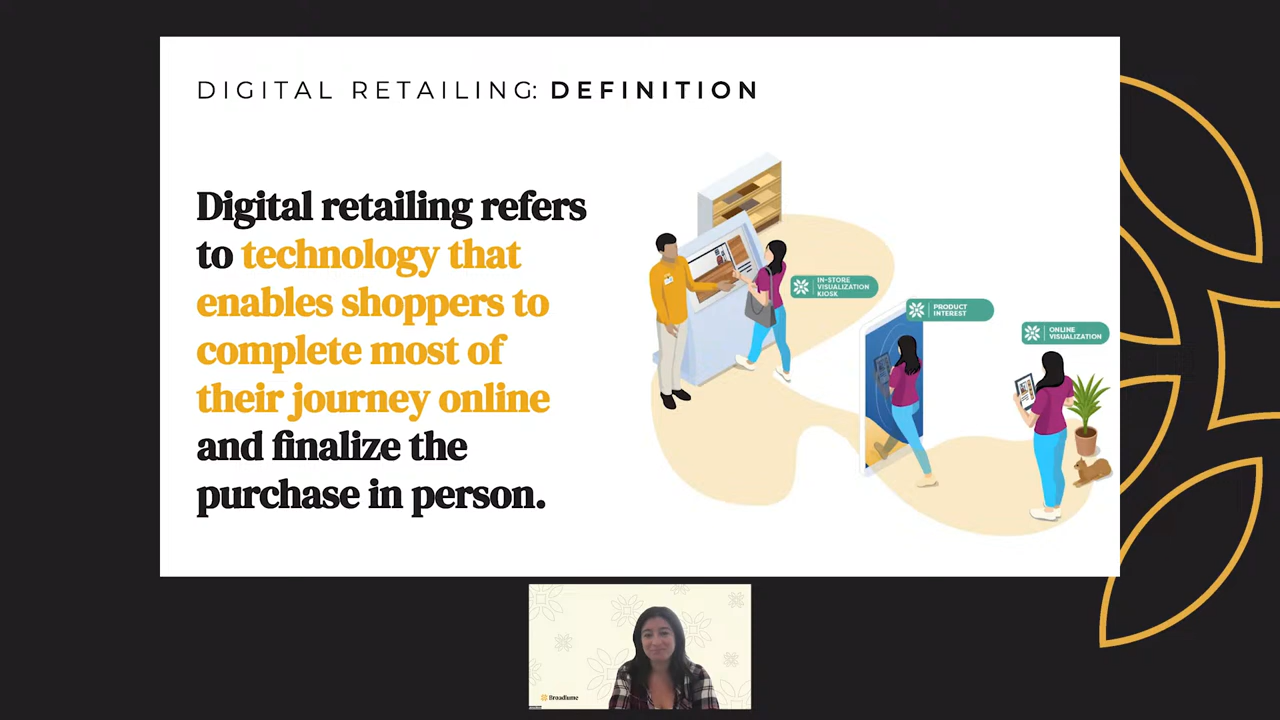 DIGITAL RETAILING: DEFINITION
Digital retailing refers
to technology that
enables shoppers to
complete most of
their journey online
and finalize the
purchase in person.
IN-STORE
VISUALIZATION
KIOSK
PRODUCT
INTEREST
ONLINE
VISUALIZATION
Broadlume